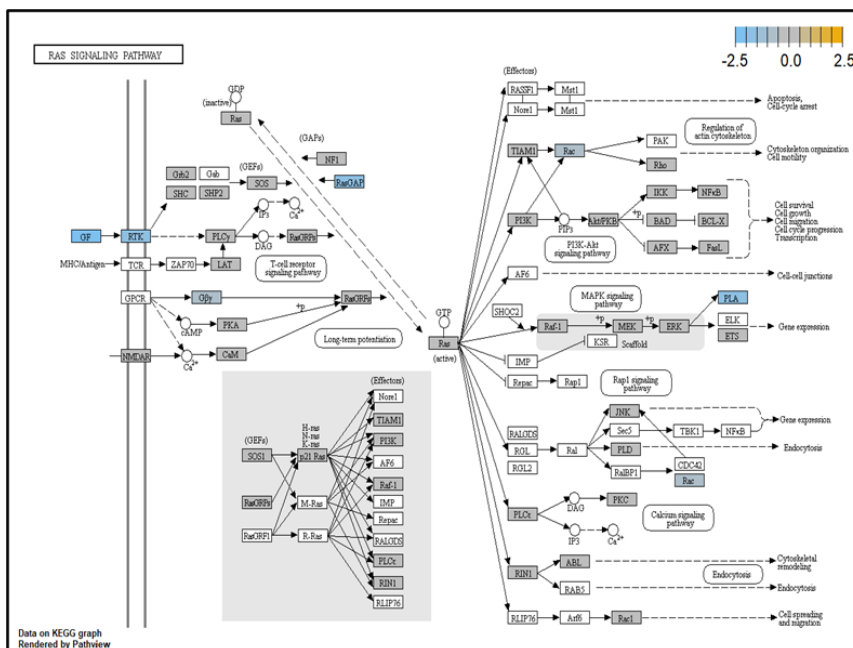 RAS SIGNALING PATHWAY
-2.5 0.0 2.5
GDP
(inactive)
Ras
(GAPs)
NF1
RasGAP
Grb2
Gab
(GEFs)
SHC
SHP2
SOS
IP3
Ca2+
GF
RTK
PLCγ
DAG
RasGRPs
MHC/Antigen
TCR
ZAP70
LAT
T-cell receptor
signaling pathway
GPCR
Gβγ
RasGRFs
+p
cAMP
PKA
Long-term potentiation
NMDAR
Ca2+
CaM
GTP
Ras
(active)
(Effectors)
RASSF1
Mst1
Nore1
Mst1
Apoptosis,
Cell-cycle arrest
TIAM1
Rac
PAK
Rho
Regulation of
actin cytoskeleton
Cytoskeleton organization
Cell motility
PI3K
PIP3
Akt/PKB
+p
IKK
NFκB
BAD
BCL-X
AFX
FasL
PI3K-Akt
signaling pathway
Cell survival
Cell growth
Cell migration
Cell cycle progression
Transcription
AF6
Cell-cell junctions
MAPK signaling
pathway
SHOC2
Raf-1
+p
MEK
+p
ERK
PLA
ELK
ETS
Gene expression
IMP
KSR
Scaffold
Repac
Rap1
Rap1 signaling
pathway
RALGDS
RGL
RGL2
Ral
JNK
Sec5
TBK1
NFκB
Gene expression
PLD
Endocytosis
RalBP1
CDC42
Rac
PLCε
DAG
PKC
IP3
Ca2+
Calcium signaling
pathway
RIN1
ABL
Cytoskeletal
remodeling
RAB5
Endocytosis
Endocytosis
RLIP76
Arf6
Rac1
Cell spreading
and migration
(Effectors)
Nore1
H-ras
N-ras
K-ras
TIAM1
(GEFs)
SOS1
p21 Ras
PI3K
AF6
Raf-1
RasGRPs
M-Ras
IMP
Repac
RasGRF1
R-Ras
RALGDS
PLCε
RIN1
RLIP76
Data on KEGG graph
Rendered by Pathview